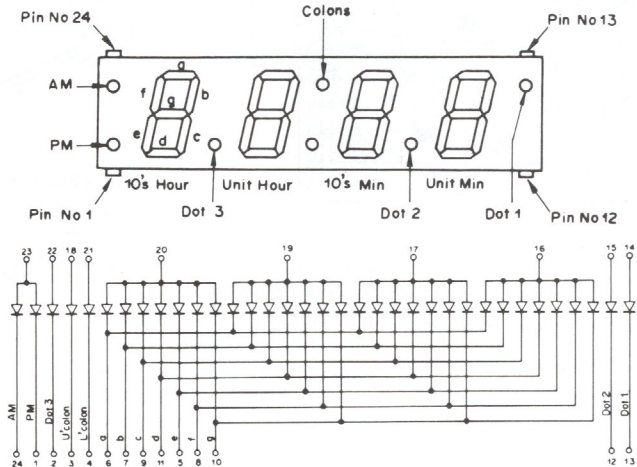 Pin No 24
Colons
Pin No 13
AM
a
f
b
g
e
c
d
PM
10's Hour
Unit Hour
10's Min
Unit Min
Pin No 1
Dot 3
Dot 2
Dot 1
Pin No 12
23 22 18 21 20 19 17 16 15 14
AM
PM
Dot 3
U'colon
L'colon
a
b
c
d
e
f
g
Dot 2
Dot 1
24 1 2 3 4 6 7 9 11 5 8 10 12 13